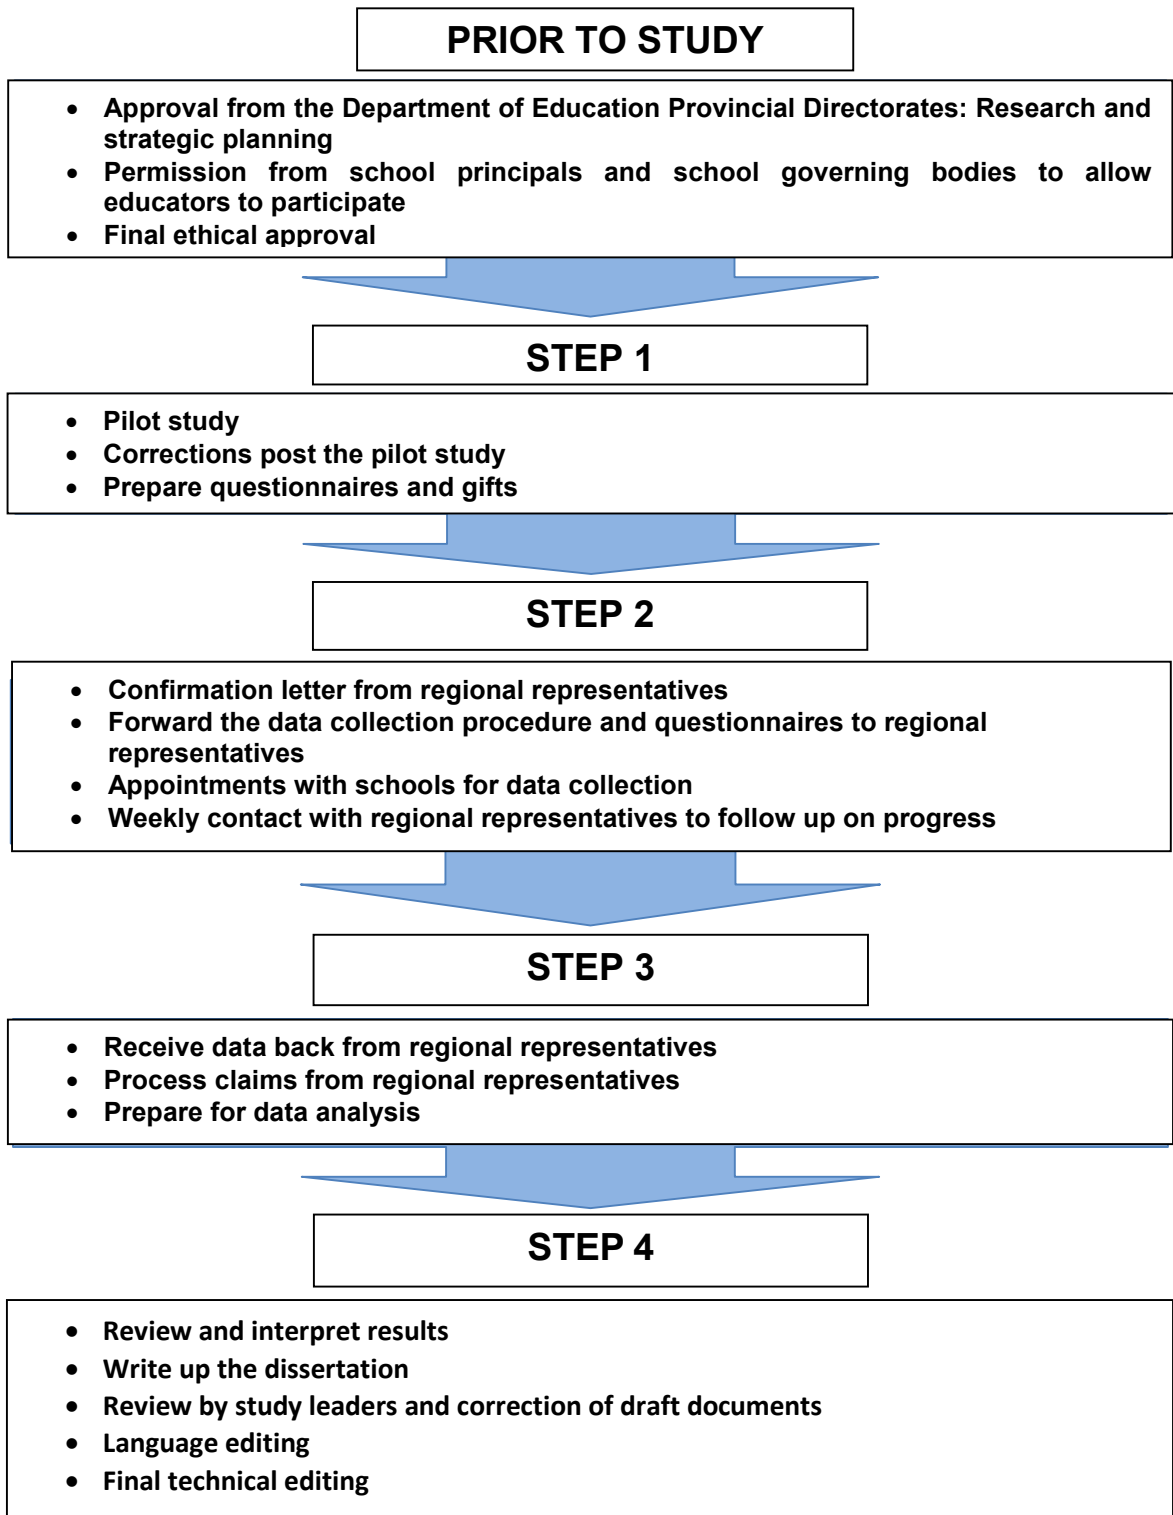 PRIOR TO STUDY
• Approval from the Department of Education Provincial Directorates: Research and
strategic planning
• Permission from school principals and school governing bodies to allow
educators to participate
• Final ethical approval
STEP 1
• Pilot study
• Corrections post the pilot study
• Prepare questionnaires and gifts
STEP 2
• Confirmation letter from regional representatives
• Forward the data collection procedure and questionnaires to regional
representatives
• Appointments with schools for data collection
• Weekly contact with regional representatives to follow up on progress
STEP 3
• Receive data back from regional representatives
• Process claims from regional representatives
• Prepare for data analysis
STEP 4
• Review and interpret results
• Write up the dissertation
• Review by study leaders and correction of draft documents
• Language editing
• Final technical editing